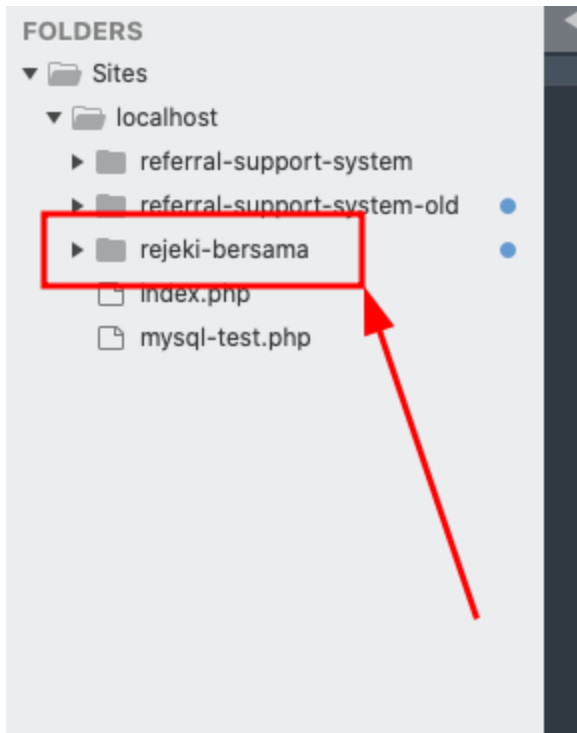 FOLDERS
Sites
localhost
referral-support-system
referral-support-system-old
rejeki-bersama
index.php
mysql-test.php